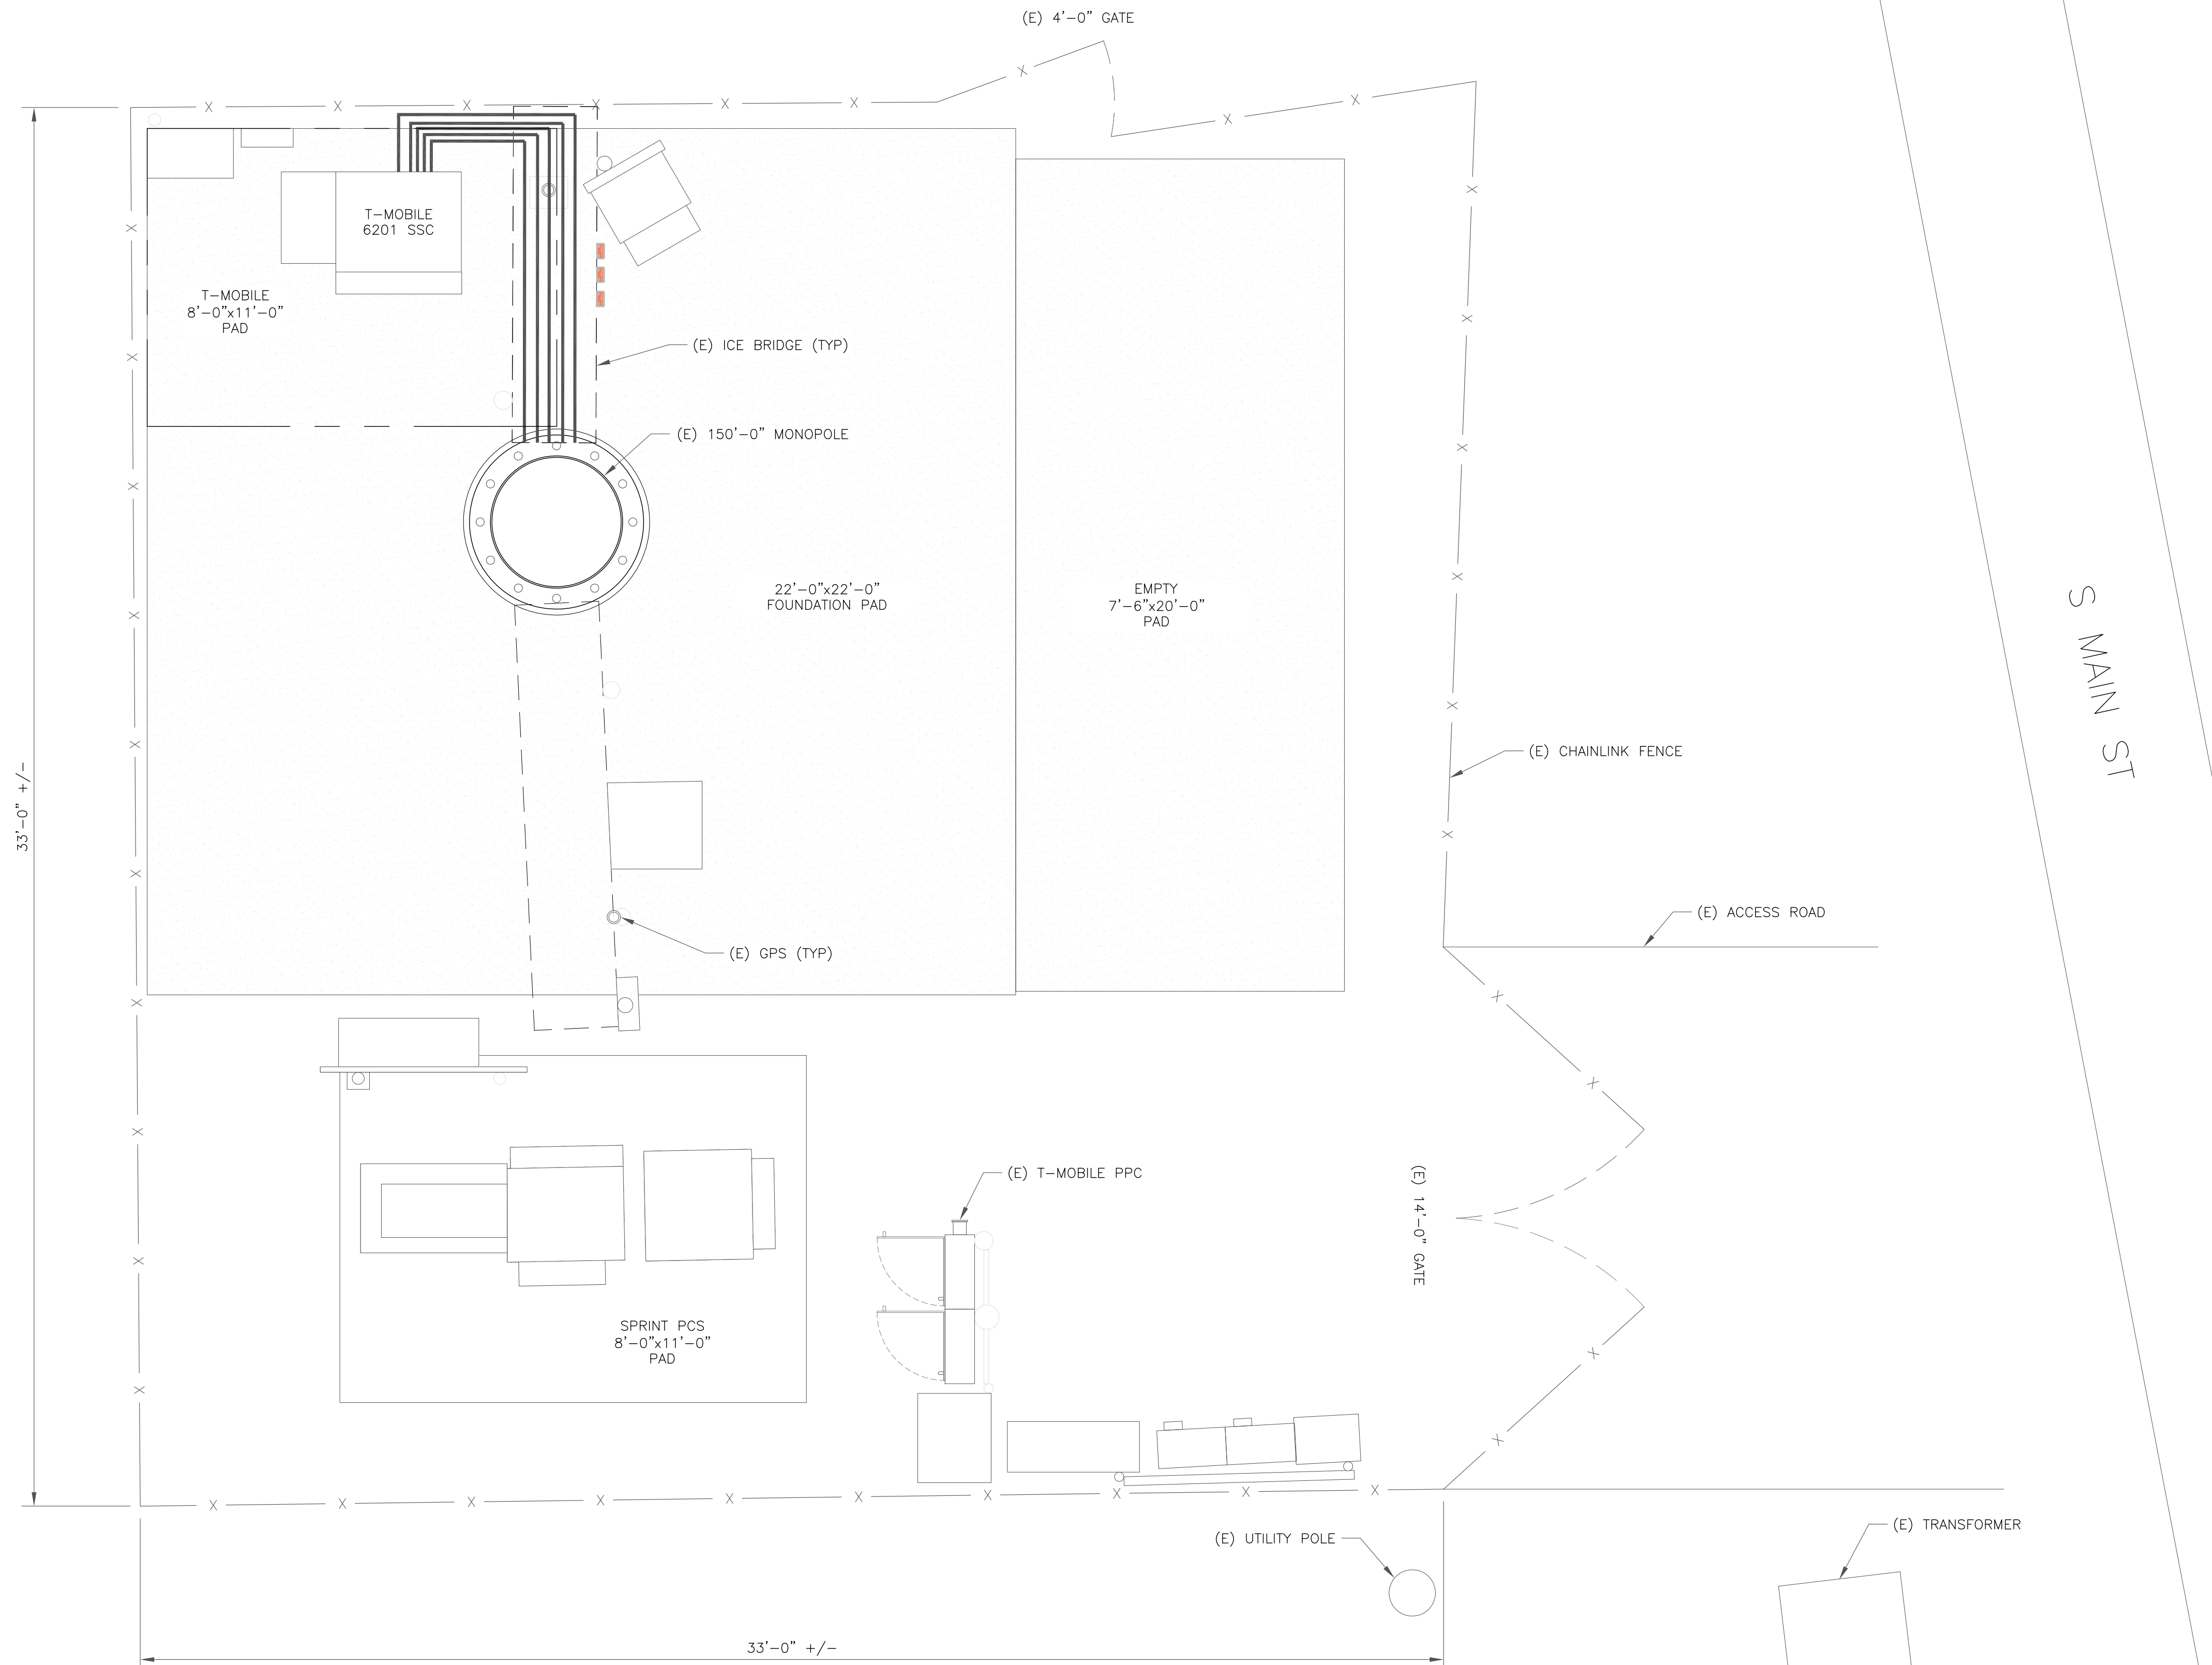 (E) 4'-0" GATE
T-MOBILE
6201 SSC
T-MOBILE
8'-0"x11'-0"
PAD
(E) ICE BRIDGE (TYP)
(E) 150'-0" MONOPOLE
22'-0"x22'-0"
FOUNDATION PAD
EMPTY
7'-6"x20'-0"
PAD
S MAIN ST
(E) CHAINLINK FENCE
33'-0" +/-
(E) ACCESS ROAD
(E) GPS (TYP)
(E) T-MOBILE PPC
(E) 14'-0" GATE
SPRINT PCS
8'-0"x11'-0"
PAD
(E) UTILITY POLE
(E) TRANSFORMER
33'-0" +/-